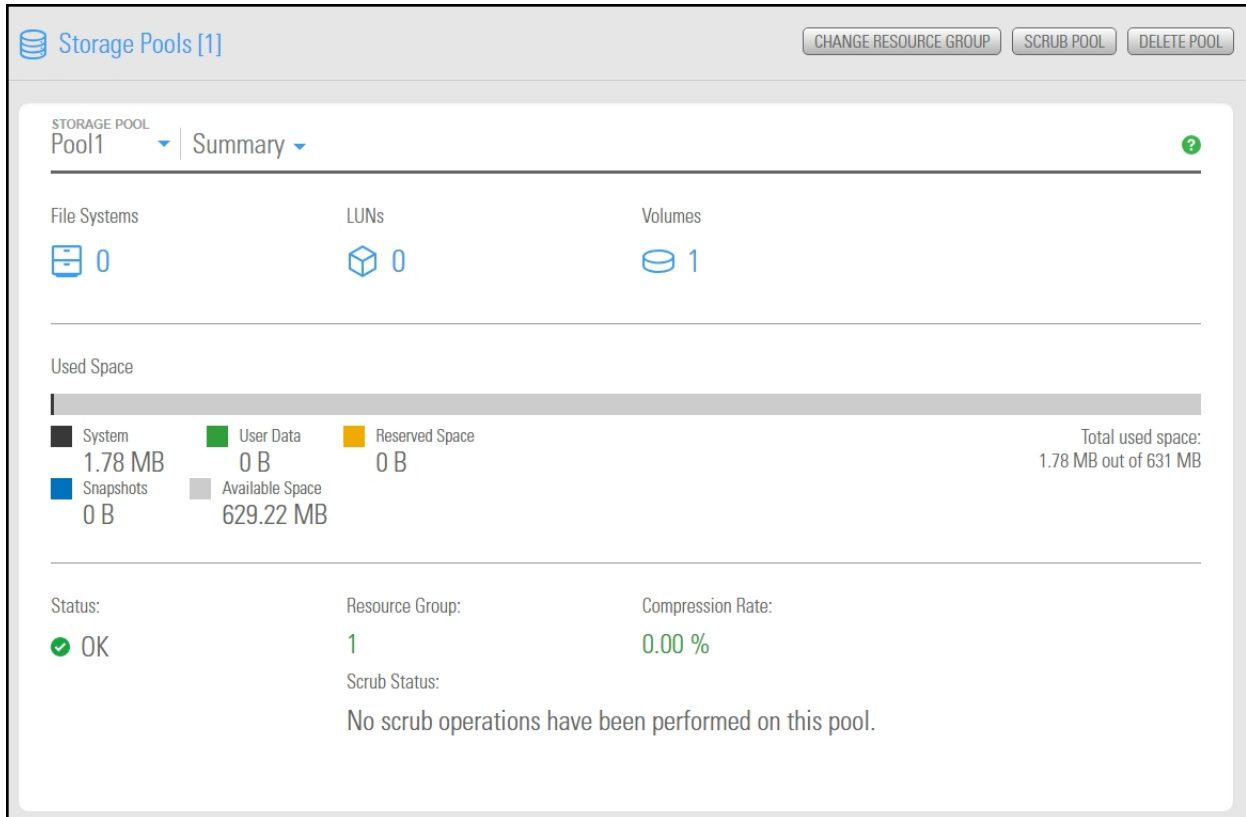 Storage Pools [1]
CHANGE RESOURCE GROUP SCRUB POOL DELETE POOL
STORAGE POOL
Pool1 Summary
?
File Systems LUNs Volumes
0 0 1
Used Space
System User Data Reserved Space Total used space:
1.78 MB 0 B 0 B 1.78 MB out of 631 MB
Snapshots Available Space
0 B 629.22 MB
Status: Resource Group: Compression Rate:
OK 1 0.00 %
Scrub Status:
No scrub operations have been performed on this pool.